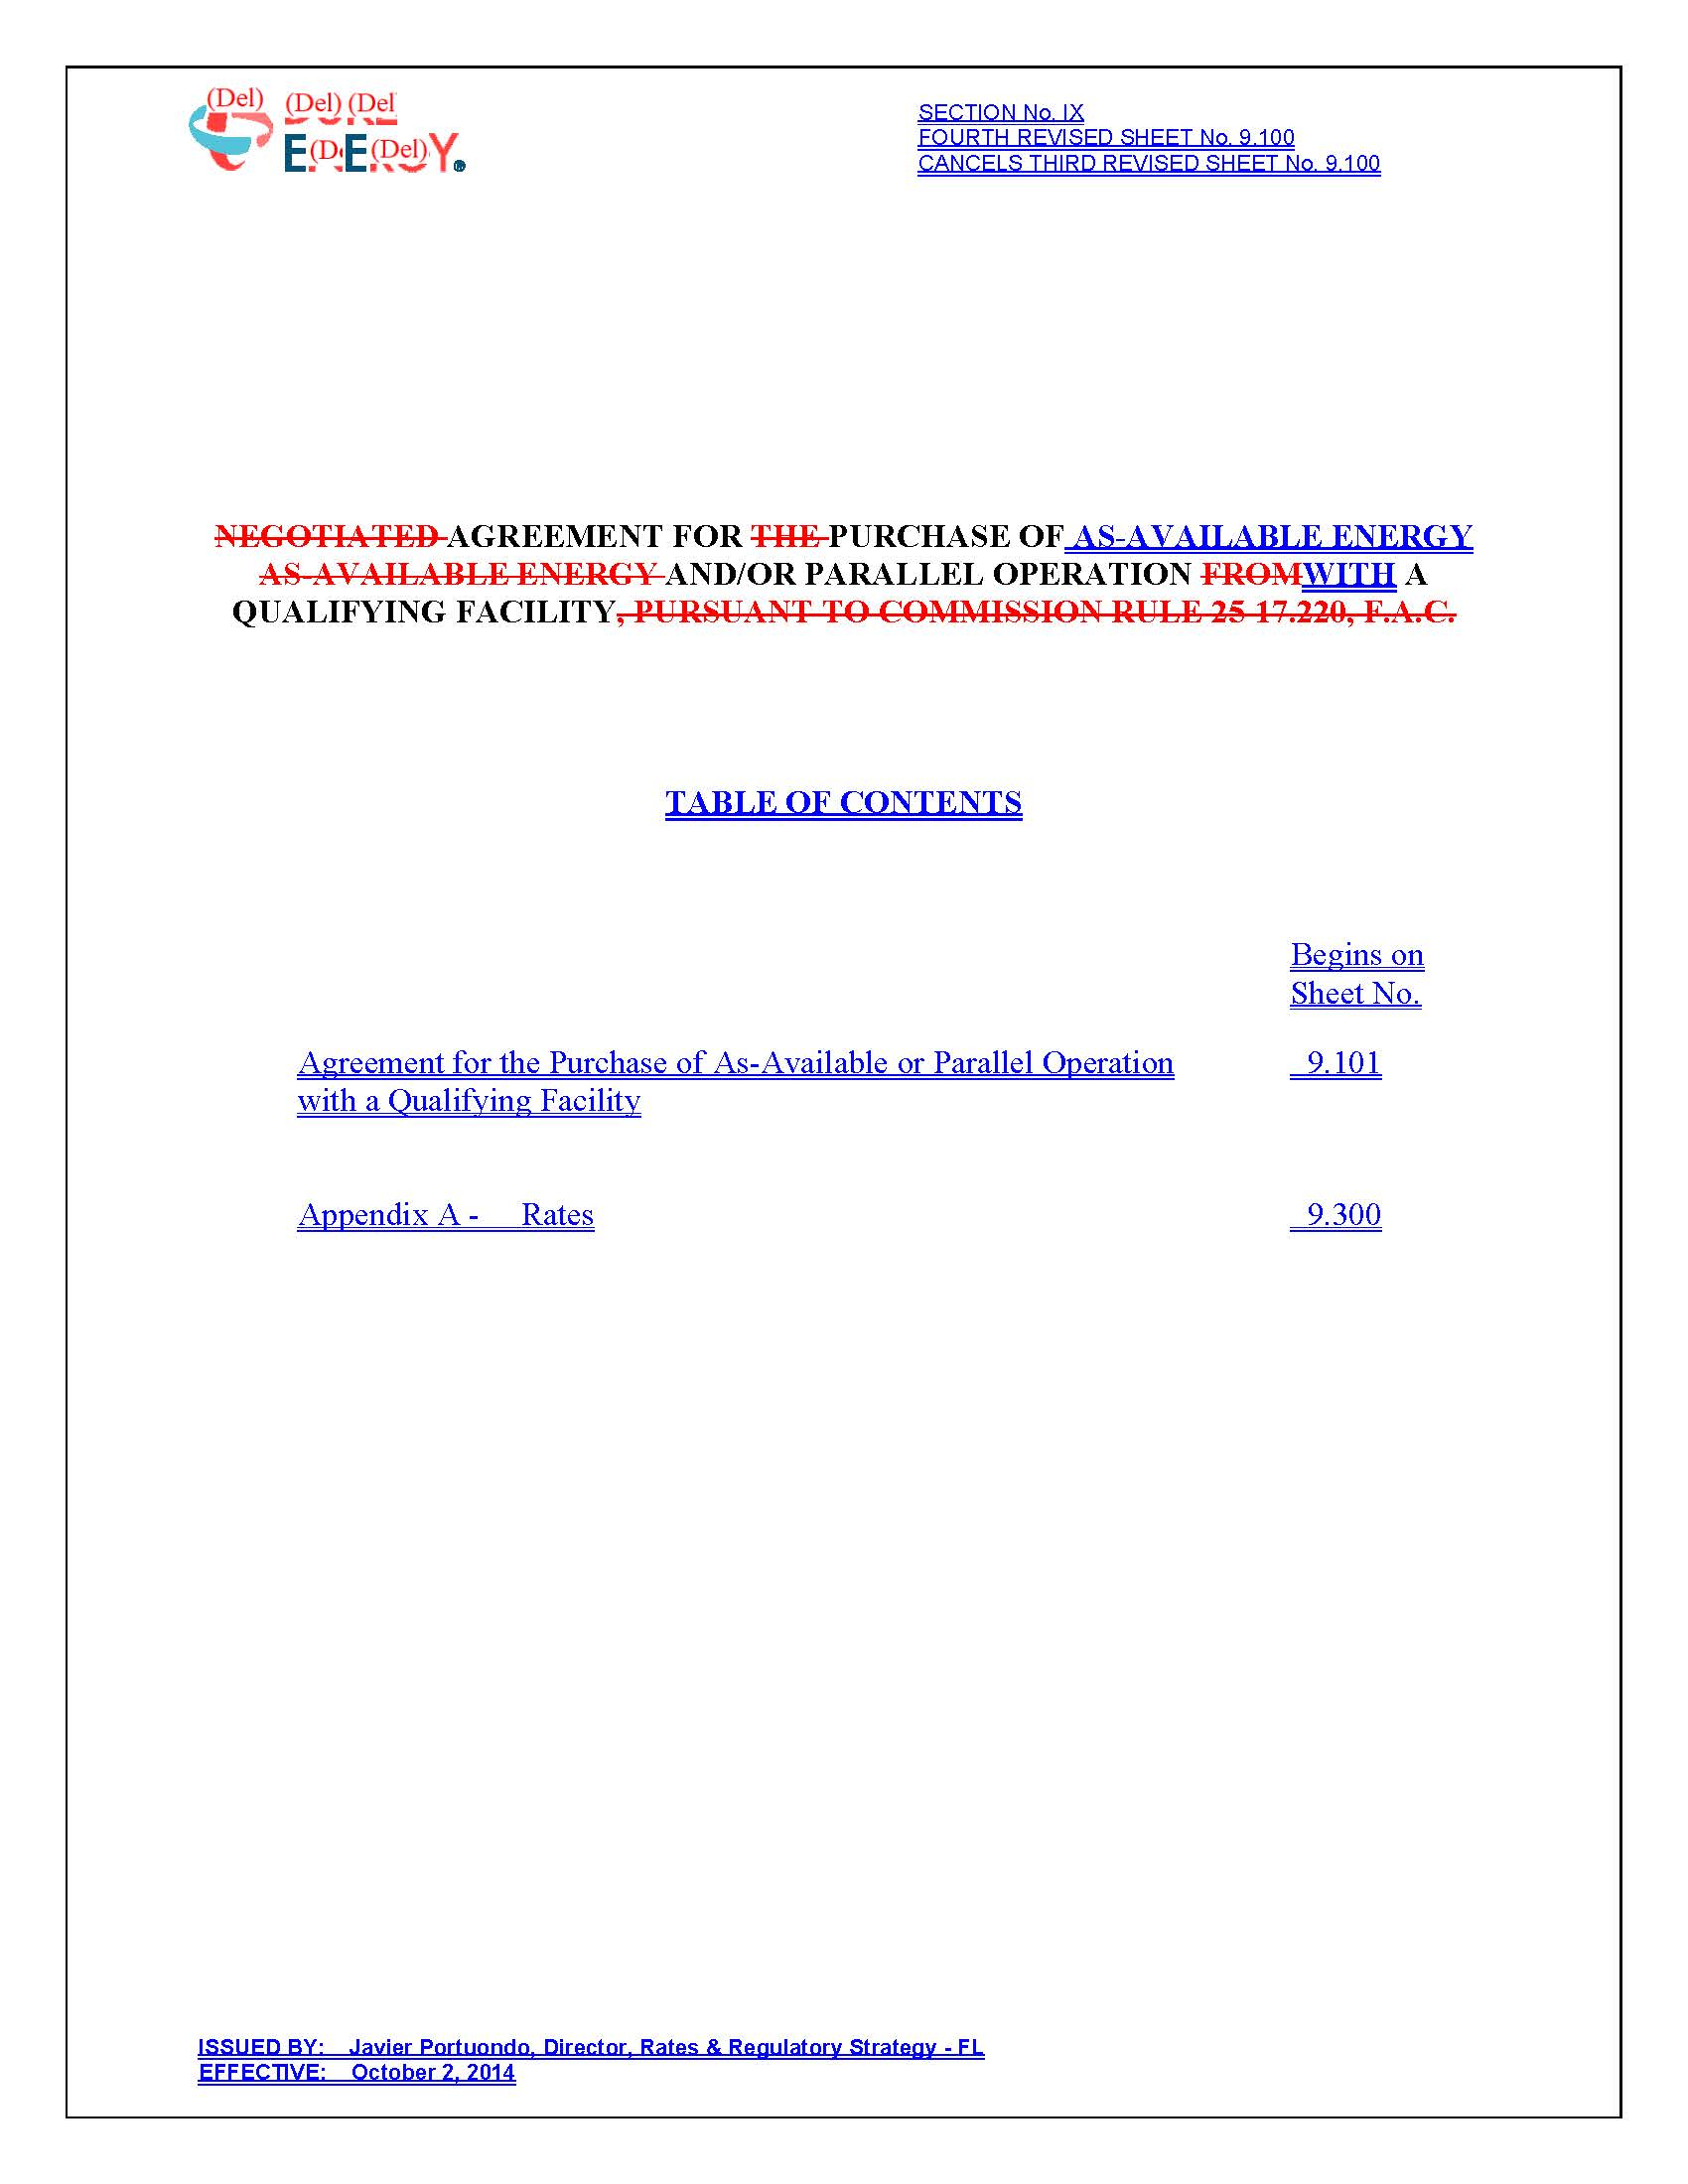 (Del) (Del) (Del
E (D E (Del) Y
SECTION No. IX
FOURTH REVISED SHEET No. 9.100
CANCELS THIRD REVISED SHEET No. 9.100
NEGOTIATED AGREEMENT FOR THE PURCHASE OF AS-AVAILABLE ENERGY
AS-AVAILABLE ENERGY AND/OR PARALLEL OPERATION FROMWITH A
QUALIFYING FACILITY, PURSUANT TO COMMISSION RULE 25-17.220, F.A.C.
TABLE OF CONTENTS
Begins on
Sheet No.
Agreement for the Purchase of As-Available or Parallel Operation 9.101
with a Qualifying Facility
Appendix A - Rates 9.300
ISSUED BY: Javier Portuondo, Director, Rates & Regulatory Strategy - FL
EFFECTIVE: October 2, 2014